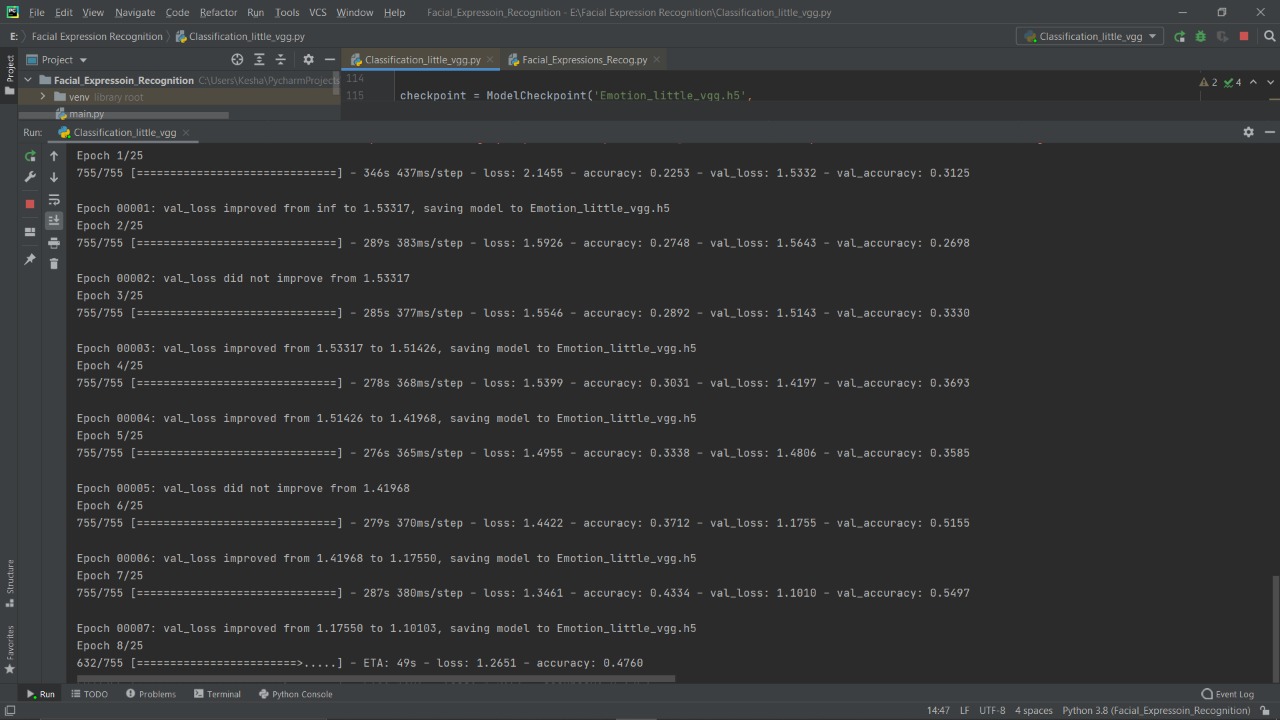 File Edit View Navigate Code Refactor Run Tools VCS Window Help Facial_Expressoin_Recognition - E:\Facial Expression Recognition\Classification_little_vgg.py
E: Facial Expression Recognition Classification_little_vgg.py Classification_little_vgg
Project Project Classification_little_vgg.py Facial_Expressions_Recog.py
Facial_Expressoin_Recognition C:\Users\Kesha\PycharmProjects
114
venv library root
115 checkpoint = ModelCheckpoint('Emotion_little_vgg.h5',
2 4
main.py
Run: Classification_little_vgg
Epoch 1/25
755/755 [==============================] - 346s 437ms/step - loss: 2.1455 - accuracy: 0.2253 - val_loss: 1.5332 - val_accuracy: 0.3125
Epoch 00001: val_loss improved from inf to 1.53317, saving model to Emotion_little_vgg.h5
Epoch 2/25
755/755 [==============================] - 289s 383ms/step - loss: 1.5926 - accuracy: 0.2748 - val_loss: 1.5643 - val_accuracy: 0.2698
Epoch 00002: val_loss did not improve from 1.53317
Epoch 3/25
755/755 [==============================] - 285s 377ms/step - loss: 1.5546 - accuracy: 0.2892 - val_loss: 1.5143 - val_accuracy: 0.3330
Epoch 00003: val_loss improved from 1.53317 to 1.51426, saving model to Emotion_little_vgg.h5
Epoch 4/25
755/755 [==============================] - 278s 368ms/step - loss: 1.5399 - accuracy: 0.3031 - val_loss: 1.4197 - val_accuracy: 0.3693
Epoch 00004: val_loss improved from 1.51426 to 1.41968, saving model to Emotion_little_vgg.h5
Epoch 5/25
755/755 [==============================] - 276s 365ms/step - loss: 1.4955 - accuracy: 0.3338 - val_loss: 1.4806 - val_accuracy: 0.3585
Epoch 00005: val_loss did not improve from 1.41968
Epoch 6/25
755/755 [==============================] - 279s 370ms/step - loss: 1.4422 - accuracy: 0.3712 - val_loss: 1.1755 - val_accuracy: 0.5155
Epoch 00006: val_loss improved from 1.41968 to 1.17550, saving model to Emotion_little_vgg.h5
Epoch 7/25
755/755 [==============================] - 287s 380ms/step - loss: 1.3461 - accuracy: 0.4334 - val_loss: 1.1010 - val_accuracy: 0.5497
Epoch 00007: val_loss improved from 1.17550 to 1.10103, saving model to Emotion_little_vgg.h5
Epoch 8/25
632/755 [========================>.....] - ETA: 49s - loss: 1.2651 - accuracy: 0.4760
Structure
Favorites
Run TODO Problems Terminal Python Console Event Log
14:47 LF UTF-8 4 spaces Python 3.8 (Facial_Expressoin_Recognition)